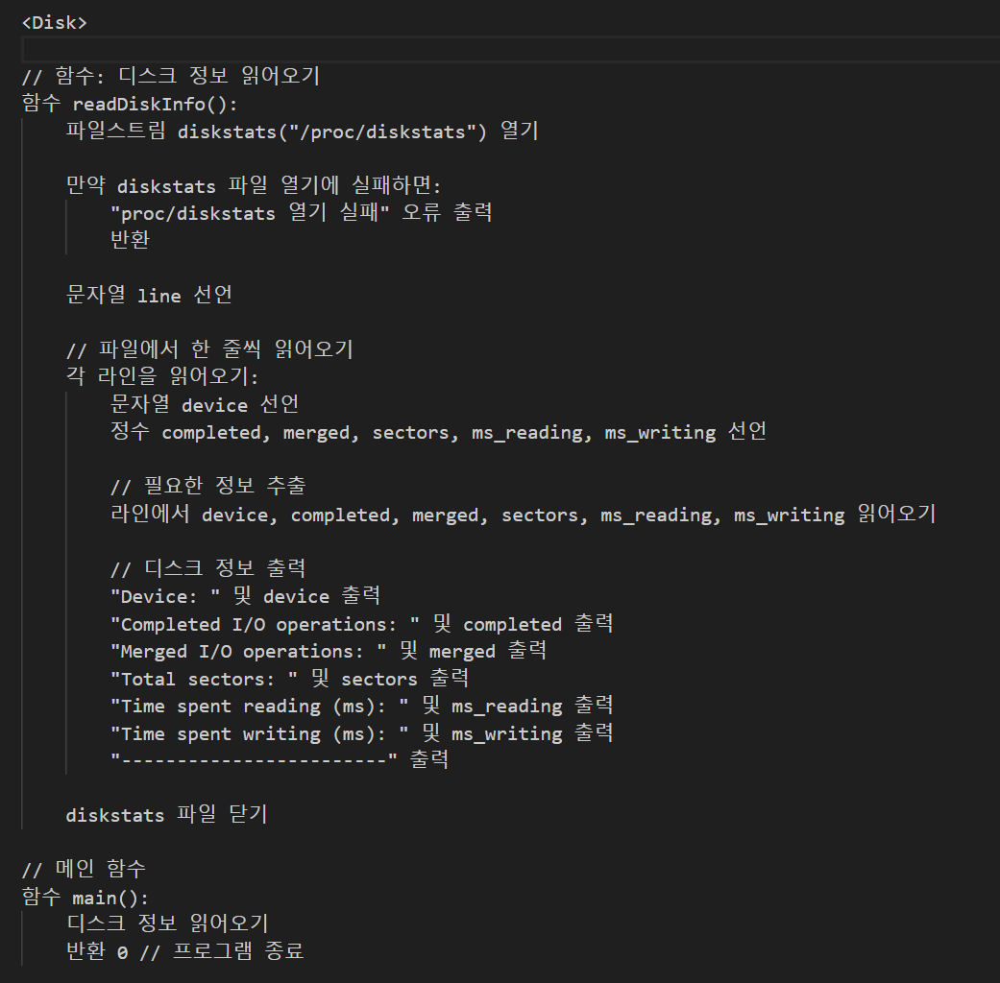 <Disk>
// 함수: 디스크 정보 읽어오기
함수 readDiskInfo():
파일스트림 diskstats("/proc/diskstats") 열기
만약 diskstats 파일 열기에 실패하면:
"proc/diskstats 열기 실패" 오류 출력
반환
문자열 line 선언
// 파일에서 한 줄씩 읽어오기
각 라인을 읽어오기:
문자열 device 선언
정수 completed, merged, sectors, ms_reading, ms_writing 선언
// 필요한 정보 추출
라인에서 device, completed, merged, sectors, ms_reading, ms_writing 읽어오기
// 디스크 정보 출력
"Device: " 및 device 출력
"Completed I/O operations: " 및 completed 출력
"Merged I/O operations: " 및 merged 출력
"Total sectors: " 및 sectors 출력
"Time spent reading (ms): " 및 ms_reading 출력
"Time spent writing (ms): " 및 ms_writing 출력
"------------------------" 출력
diskstats 파일 닫기
// 메인 함수
함수 main():
디스크 정보 읽어오기
반환 0 // 프로그램 종료